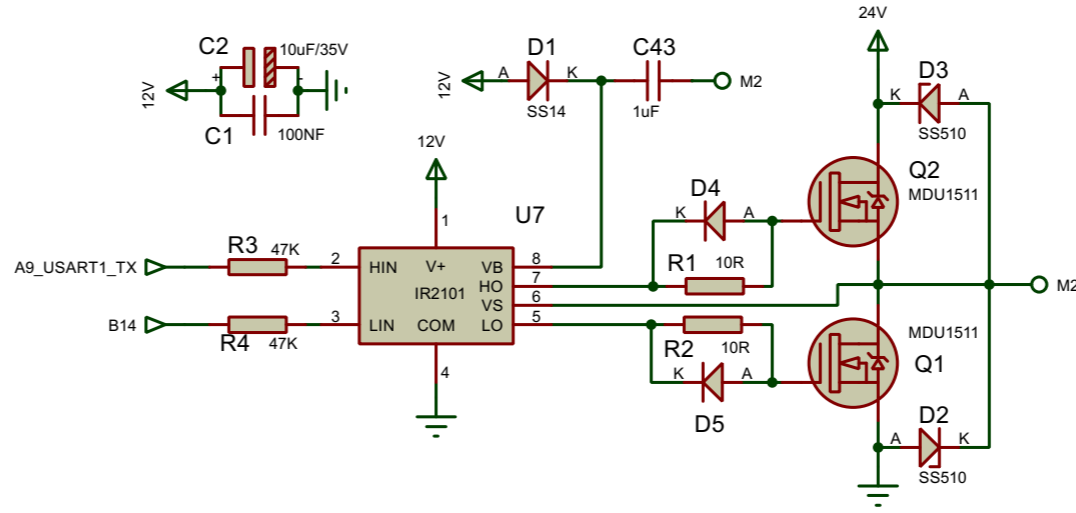 24V
C2
10uF/35V
+
-
12V
C1
100NF
D1
12V
A
K
SS14
C43
1uF
M2
D3
K
A
SS510
12V
1
U7
D4
K
A
Q2
MDU1511
A9_USART1_TX
R3
47K
2
HIN
V+
VB
8
R1
10R
IR2101
HO
7
VS
6
M2
B14
R4
47K
3
LIN
COM
LO
5
R2
10R
MDU1511
Q1
4
K
A
D5
D2
A
K
SS510